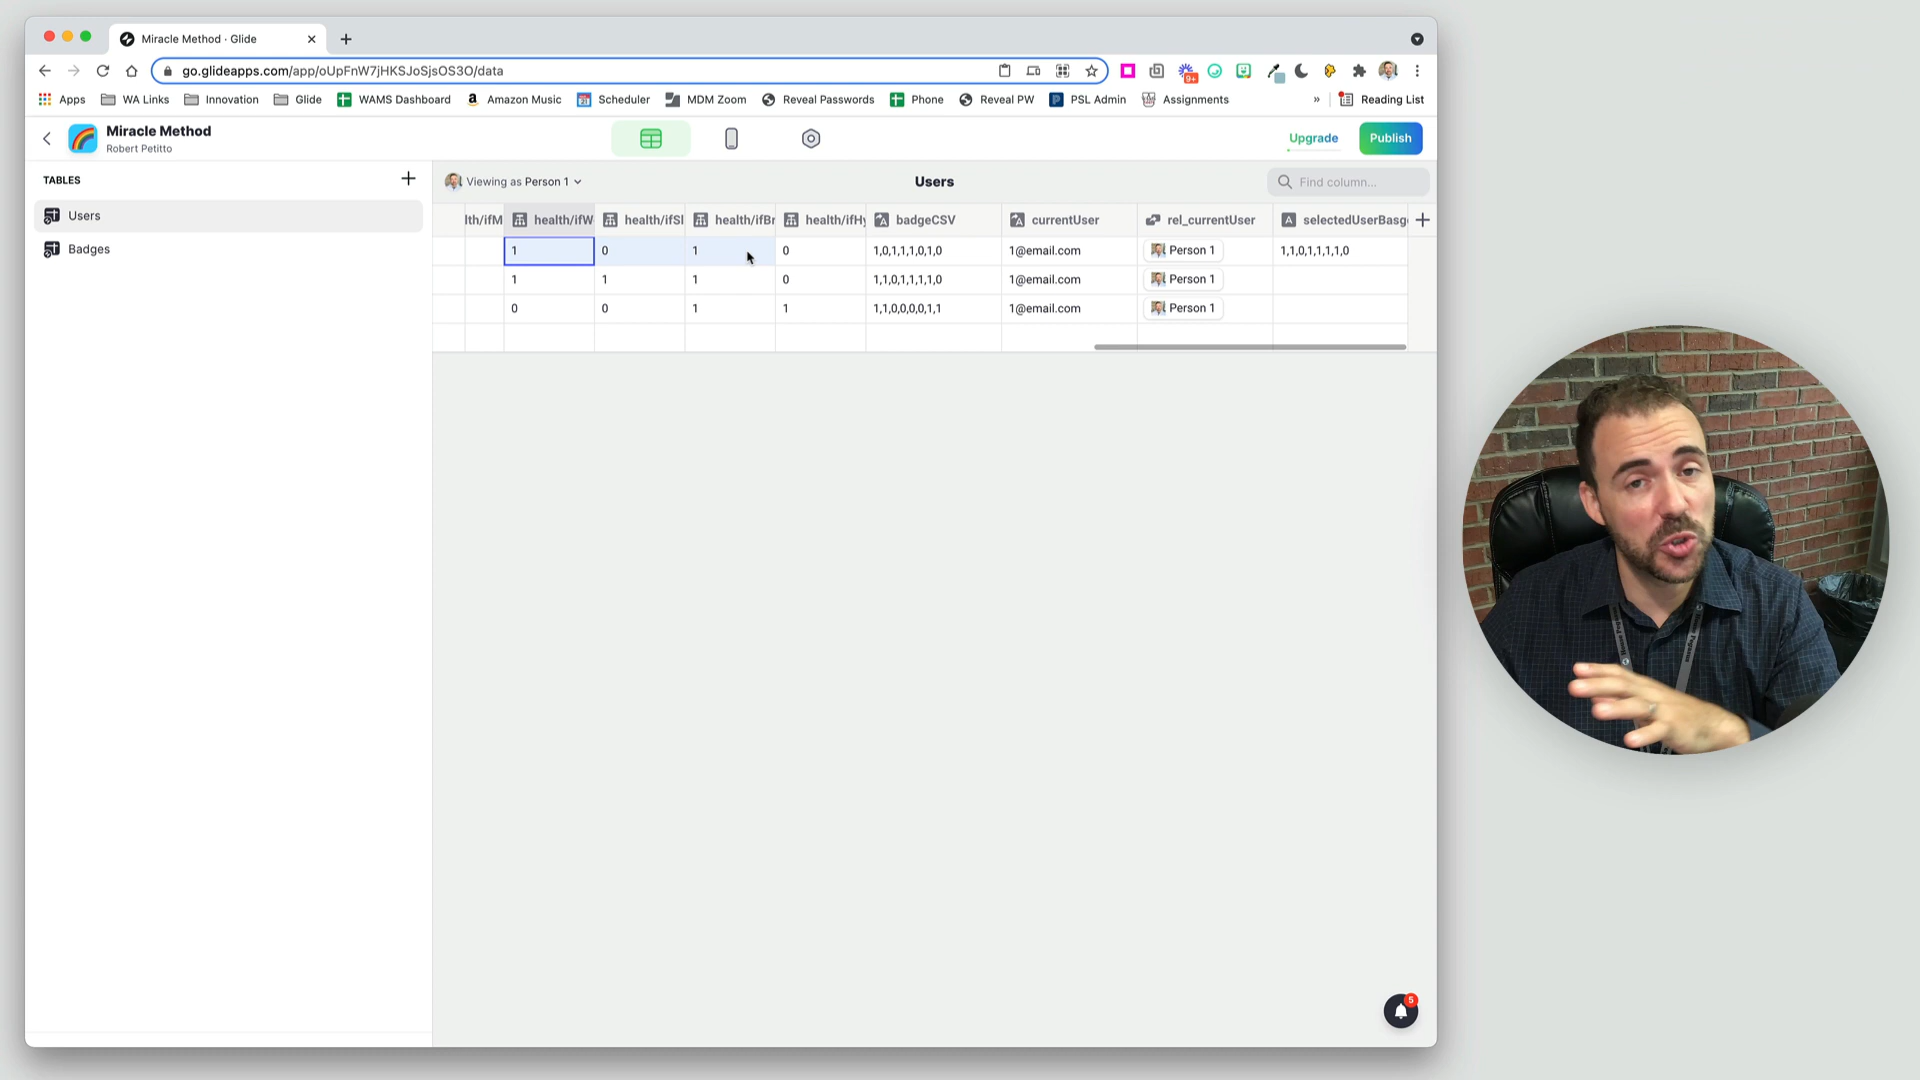 Miracle Method · Glide
go.glideapps.com/app/oUpFnW7jHKSJoSjsOS3O/data
9+
Apps
WA Links
Innovation
Glide
WAMS Dashboard
Amazon Music
Scheduler
MDM Zoom
Reveal Passwords
Phone
Reveal PW
PSL Admin
Assignments
»
Reading List
Miracle Method
Robert Petitto
Upgrade
Publish
TABLES
Users
Badges
Viewing as Person 1
Users
Find column...
lth/ifM health/ifW health/ifSl health/ifBr health/ifHy badgeCSV currentUser rel_currentUser selectedUserBasge
1 0 1 0 1,0,1,1,1,0,1,0 1@email.com Person 1 1,1,0,1,1,1,1,0
1 1 1 0 1,1,0,1,1,1,1,0 1@email.com Person 1
0 0 1 1 1,1,0,0,0,0,1,1 1@email.com Person 1
5